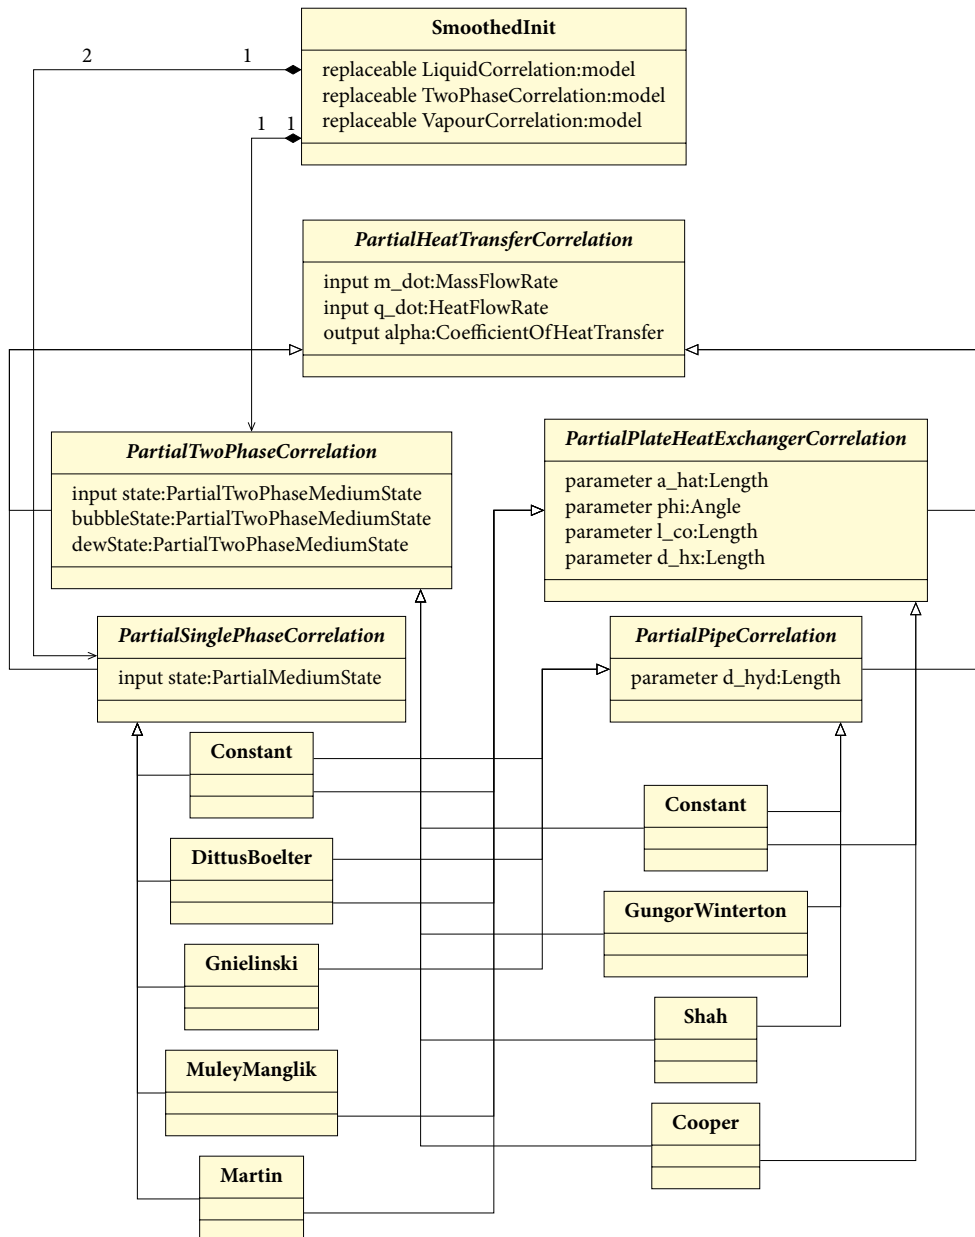 SmoothedInit
2
1
replaceable LiquidCorrelation:model
replaceable TwoPhaseCorrelation:model
replaceable VapourCorrelation:model
1
1
PartialHeatTransferCorrelation
input m_dot:MassFlowRate
input q_dot:HeatFlowRate
output alpha:CoefficientOfHeatTransfer
PartialTwoPhaseCorrelation
input state:PartialTwoPhaseMediumState
bubbleState:PartialTwoPhaseMediumState
dewState:PartialTwoPhaseMediumState
PartialPlateHeatExchangerCorrelation
parameter a_hat:Length
parameter phi:Angle
parameter l_co:Length
parameter d_hx:Length
PartialSinglePhaseCorrelation
input state:PartialMediumState
PartialPipeCorrelation
parameter d_hyd:Length
Constant
DittusBoelter
Gnielinski
MuleyManglik
Martin
Constant
GungorWinterton
Shah
Cooper